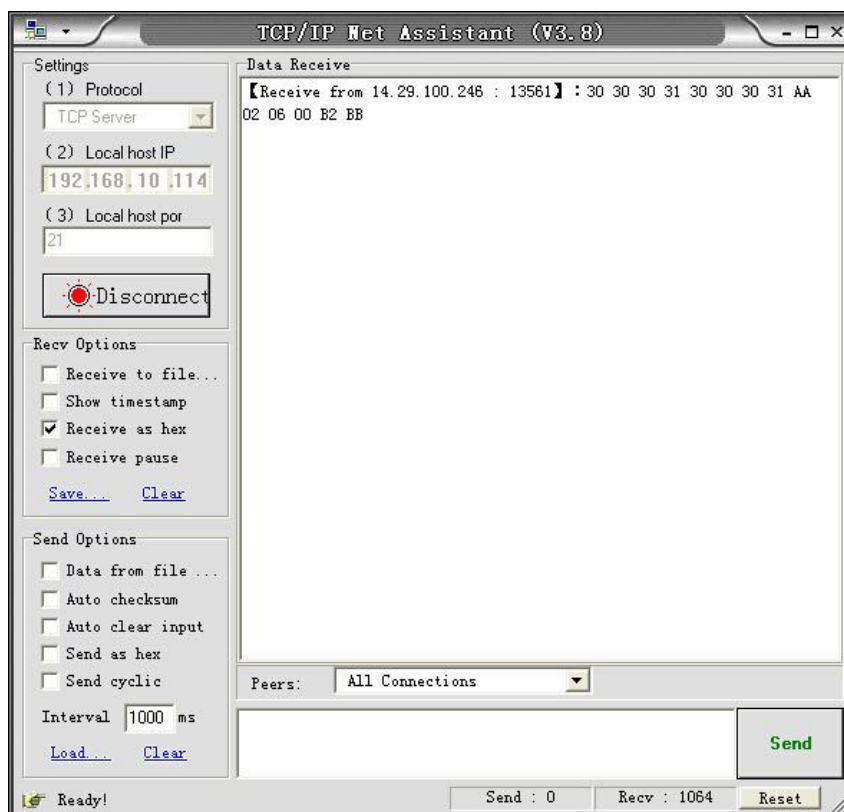 TCP/IP Net Assistant (V3.8)
Settings
(1) Protocol
TCP Server
(2) Local host IP
192.168.10.114
(3) Local host por
21
Disconnect
Recv Options
Receive to file...
Show timestamp
Receive as hex
Receive pause
Save... Clear
Send Options
Data from file ...
Auto checksum
Auto clear input
Send as hex
Send cyclic
Interval 1000 ms
Load... Clear
Data Receive
【Receive from 14.29.100.246 : 13561】:30 30 30 31 30 30 30 31 AA
02 06 00 B2 BB
Peers: All Connections
Send
Ready! Send : 0 Recv : 1064 Reset